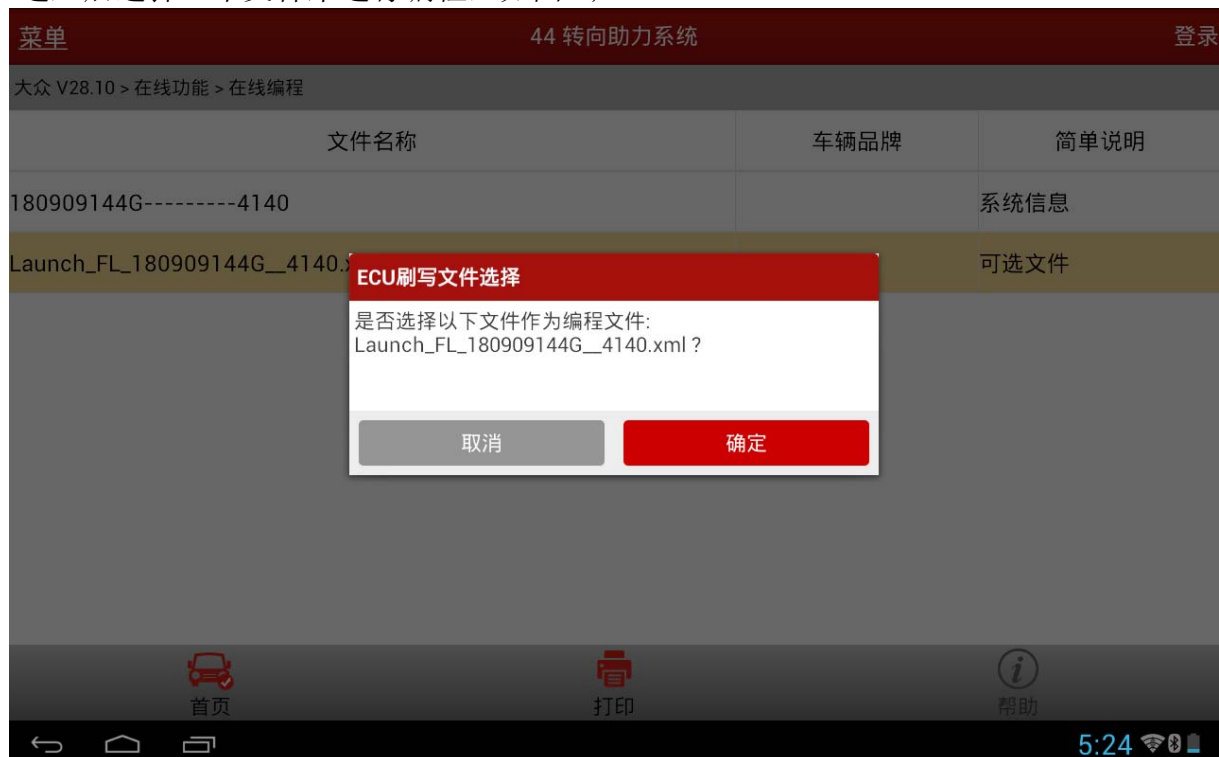 菜单 44 转向助力系统 登录
大众 V28.10 > 在线功能 > 在线编程
文件名称 车辆品牌 简单说明
180909144G---------4140 系统信息
Launch_FL_180909144G__4140.x 可选文件
ECU刷写文件选择
是否选择以下文件作为编程文件:
Launch_FL_180909144G__4140.xml ?
取消 确定
首页 打印 帮助
5:24